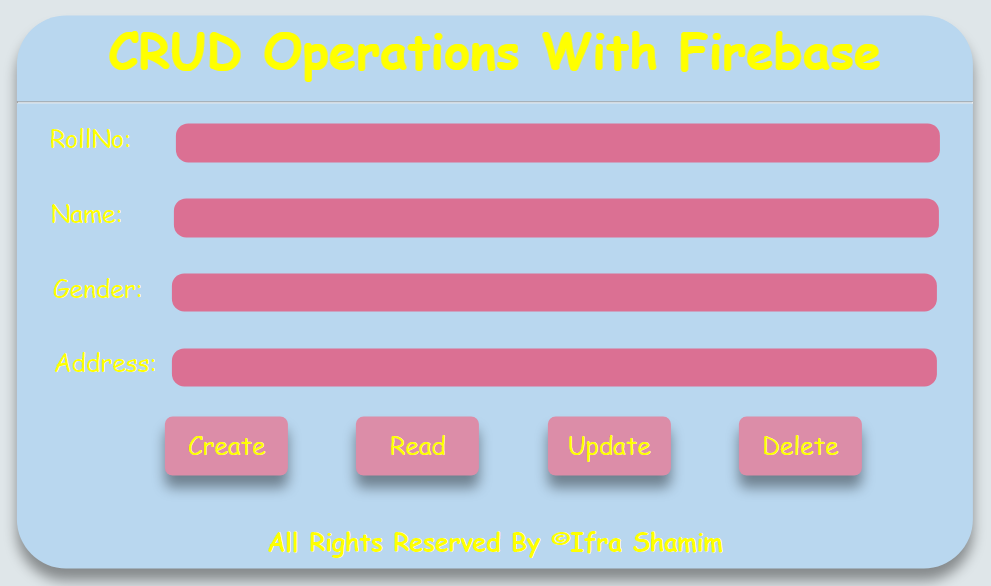 CRUD Operations With Firebase
RollNo:
Name:
Gender:
Address:
Create Read Update Delete
All Rights Reserved By ©Ifra Shamim